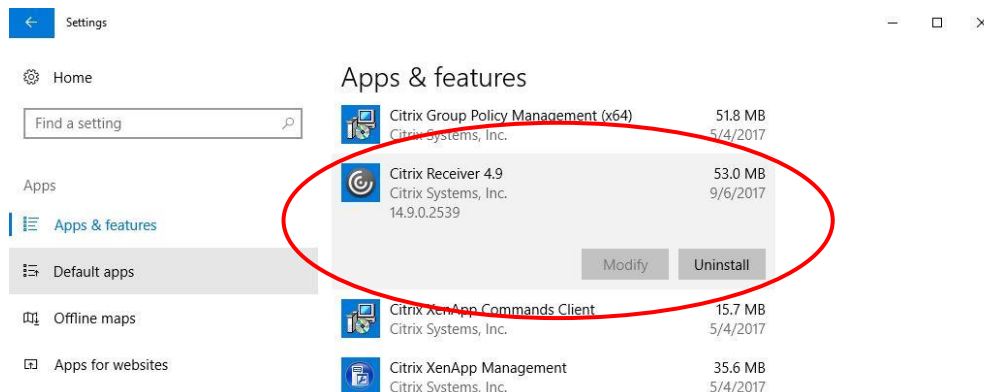 Settings
Home
Find a setting
Apps
Apps & features
Default apps
Offline maps
Apps for websites
Apps & features
Citrix Group Policy Management (x64) 51.8 MB
Citrix Systems, Inc. 5/4/2017
Citrix Receiver 4.9 53.0 MB
Citrix Systems, Inc. 9/6/2017
14.9.0.2539
Modify Uninstall
Citrix XenApp Commands Client 15.7 MB
Citrix Systems, Inc. 5/4/2017
Citrix XenApp Management 35.6 MB
Citrix Systems, Inc. 5/4/2017